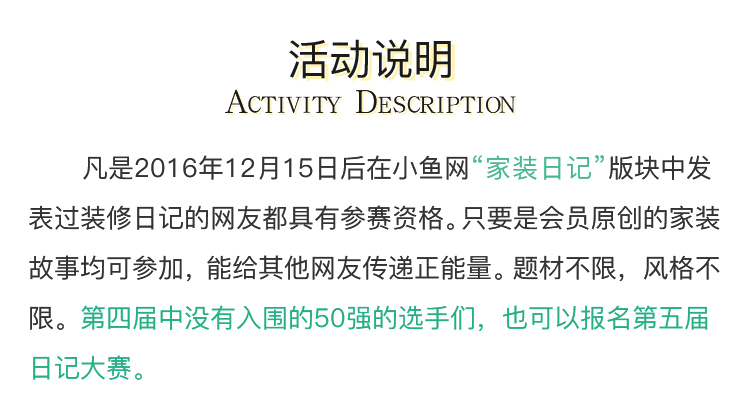 活动说明
ACTIVITY DESCRIPTION
凡是2016年12月15日后在小鱼网“家装日记”版块中发
表过装修日记的网友都具有参赛资格。只要是会员原创的家装
故事均可参加，能给其他网友传递正能量。题材不限，风格不
限。第四届中没有入围的50强的选手们，也可以报名第五届
日记大赛。